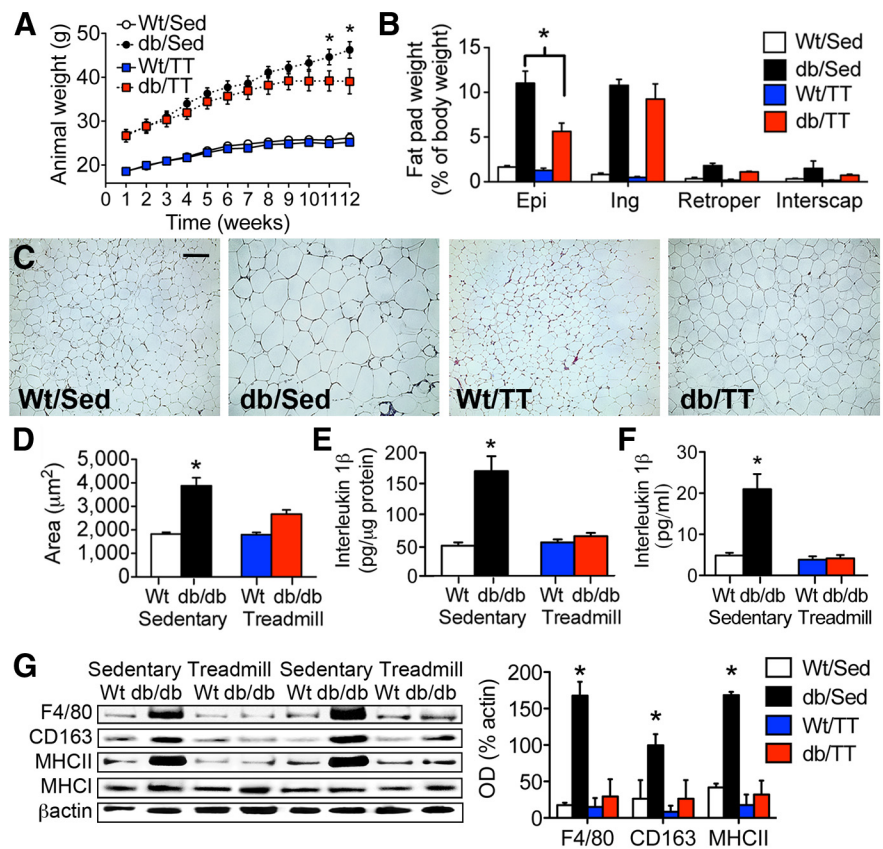 A
Wt/Sed
db/Sed
Wt/TT
db/TT
Animal weight (g)
50
40
30
20
* *
0 1 2 3 4 5 6 7 8 9 101112
Time (weeks)
B
Fat pad weight
(% of body weight)
15
10
5
0
*
Epi Ing Retroper Interscap
Wt/Sed
db/Sed
Wt/TT
db/TT
C
Wt/Sed
db/Sed
Wt/TT
db/TT
D
Area (µm²)
5,000
4,000
3,000
2,000
1,000
0
*
Wt db/db Wt db/db
Sedentary Treadmill
E
Interleukin 1β
(pg/µg protein)
200
150
100
50
0
*
Wt db/db Wt db/db
Sedentary Treadmill
F
Interleukin 1β
(pg/ml)
30
20
10
0
*
Wt db/db Wt db/db
Sedentary Treadmill
G
Sedentary Treadmill Sedentary Treadmill
Wt db/db Wt db/db Wt db/db Wt db/db
F4/80
CD163
MHCII
MHCI
βactin
OD (% actin)
200
150
100
50
0
* * *
F4/80 CD163 MHCII
Wt/Sed
db/Sed
Wt/TT
db/TT